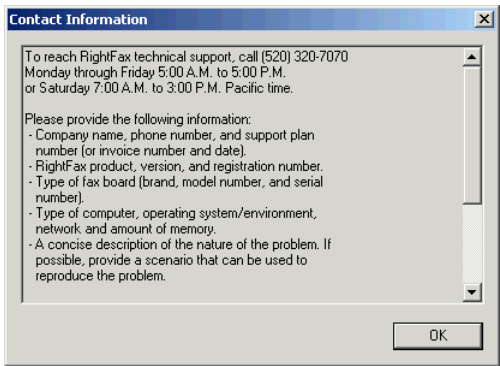 Contact Information
To reach RightFax technical support, call (520) 320-7070
Monday through Friday 5:00 A.M. to 5:00 P.M.
or Saturday 7:00 A.M. to 3:00 P.M. Pacific time.
Please provide the following information:
- Company name, phone number, and support plan
number (or invoice number and date).
- RightFax product, version, and registration number.
- Type of fax board (brand, model number, and serial
number).
- Type of computer, operating system/environment,
network and amount of memory.
- A concise description of the nature of the problem. If
possible, provide a scenario that can be used to
reproduce the problem.
OK